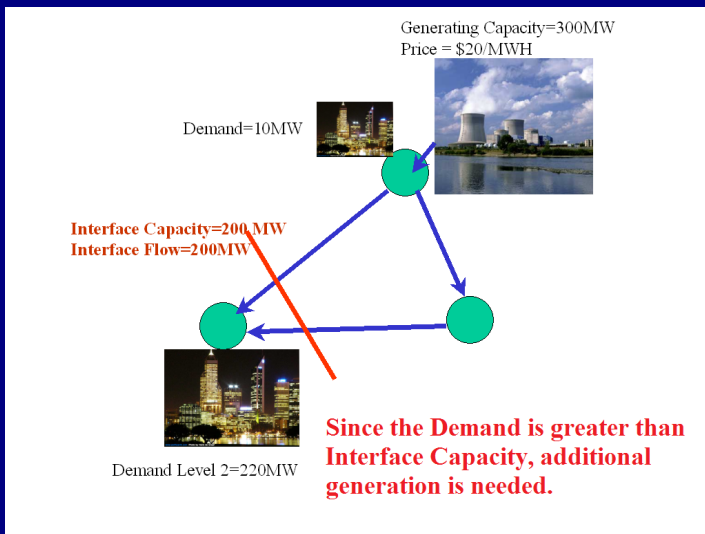 Generating Capacity=300MW
Price = $20/MWH
Demand=10MW
Interface Capacity=200 MW
Interface Flow=200MW
Since the Demand is greater than
Interface Capacity, additional
generation is needed.
Demand Level 2=220MW